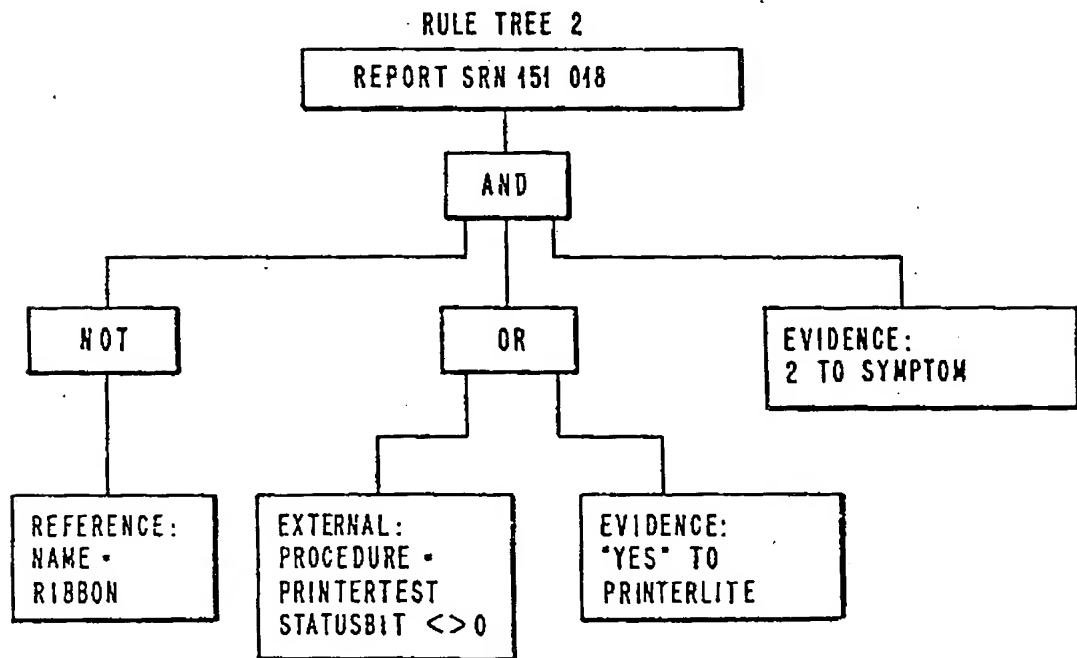 RULE TREE 2
REPORT SRN 151 018
AND
NOT
OR
EVIDENCE:
2 TO SYMPTOM
REFERENCE:
NAME =
RIBBON
EXTERNAL:
PROCEDURE =
PRINTERTEST
STATUSBIT <>0
EVIDENCE:
"YES" TO
PRINTERLITE